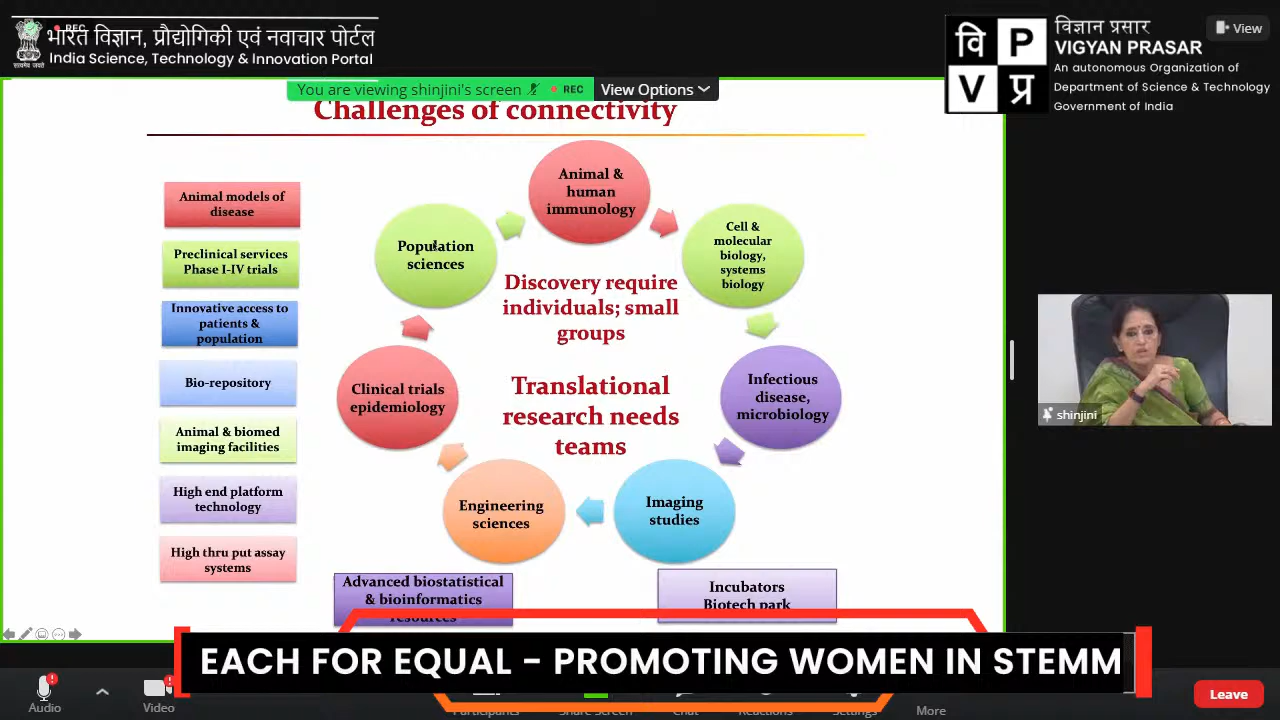 REC
भारत विज्ञान, प्रौद्योगिकी एवं नवाचार पोर्टल
India Science, Technology & Innovation Portal
सत्यमेव जयते
वि P
V प्र
विज्ञान प्रसार
VIGYAN PRASAR
An autonomous Organization of
Department of Science & Technology
Government of India
View
You are viewing shinjini's screen
REC
View Options
Challenges of connectivity
Animal models of
disease
Preclinical services
Phase I-IV trials
Innovative access to
patients &
population
Bio-repository
Animal & biomed
imaging facilities
High end platform
technology
High thru put assay
systems
Animal &
human
immunology
Cell &
molecular
biology,
systems
biology
Infectious
disease,
microbiology
Imaging
studies
Engineering
sciences
Clinical trials
epidemiology
Population
sciences
Discovery require
individuals; small
groups
Translational
research needs
teams
Advanced biostatistical
& bioinformatics
resources
Incubators
Biotech park
shinjini
EACH FOR EQUAL - PROMOTING WOMEN IN STEMM
Audio
Video
Participants
Share Screen
Chat
Reactions
Settings
More
Leave